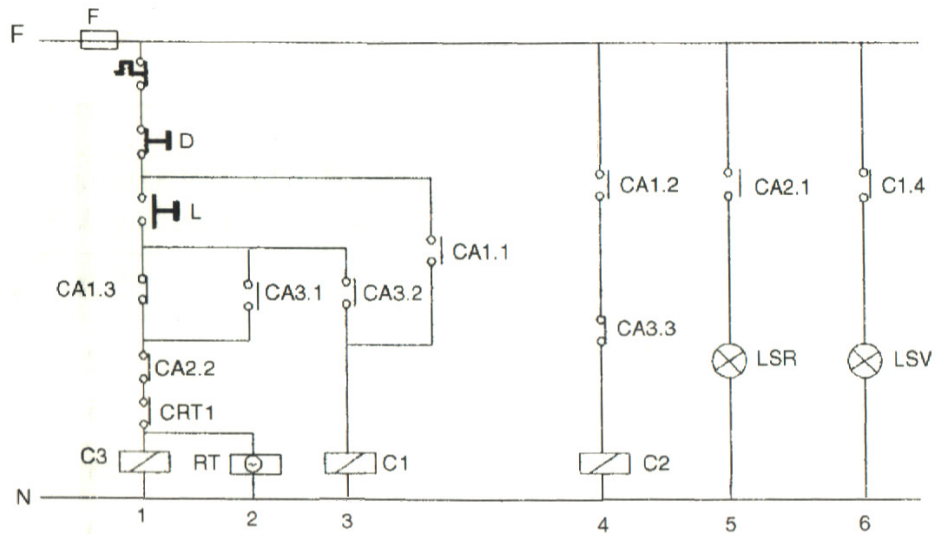 F
F
D
L
CA1.1
CA1.2
CA2.1
C1.4
CA1.3
CA3.1
CA3.2
CA3.3
CA2.2
LSR
LSV
CRT1
C3
RT
C1
C2
N
1
2
3
4
5
6